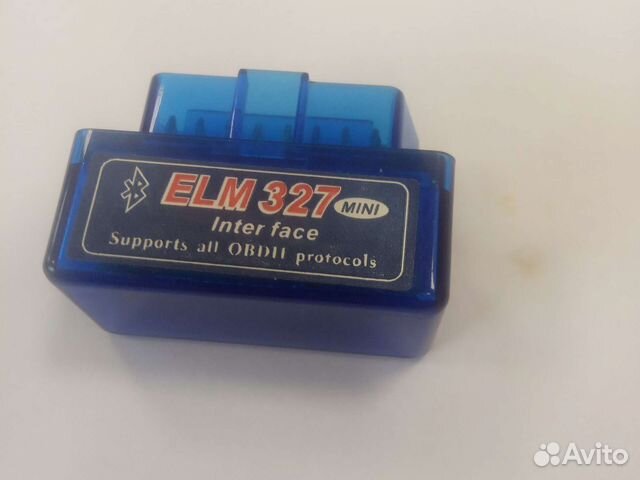 ELM 327 MINI
Inter face
Supports all OBDII protocols
Avito